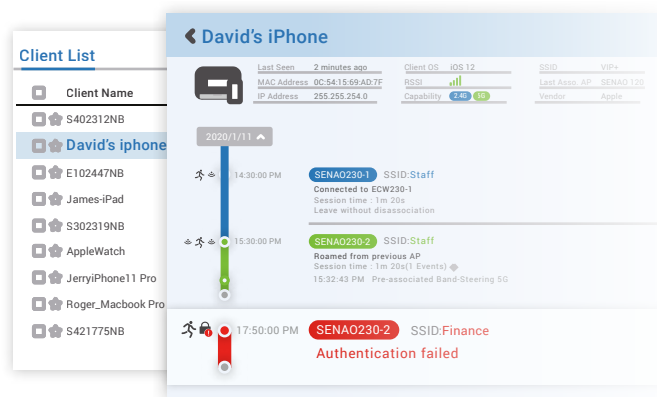 Client List
Client Name
S402312NB
David's iphone
E102447NB
James-iPad
S302319NB
AppleWatch
JerryiPhone11 Pro
Roger_Macbook Pro
S421775NB
David's iPhone
Last Seen 2 minutes ago
MAC Address 0C:54:15:69:AD:7F
IP Address 255.255.254.0
Client OS iOS 12
RSSI
Capability 2.4G 5G
SSID VIP+
Last Asso. AP SENAO 120
Vendor Apple
2020/1/11
14:30:00 PM SENAO230-1 SSID:Staff
Connected to ECW230-1
Session time : 1m 20s
Leave without disassociation
15:30:00 PM SENAO230-2 SSID:Staff
Roamed from previous AP
Session time : 1m 20s(1 Events)
15:32:43 PM Pre-associated Band-Steering 5G
17:50:00 PM SENAO230-2 SSID:Finance
Authentication failed